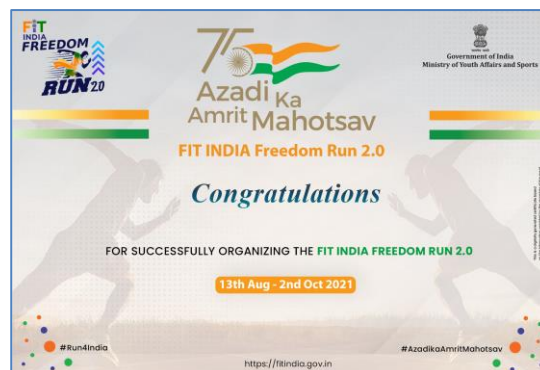 FiT
INDIA
FREEDOM
RUN 2.0
75
Azadi Ka
Amrit Mahotsav
Government of India
Ministry of Youth Affairs and Sports
FIT INDIA Freedom Run 2.0
Congratulations
FOR SUCCESSFULLY ORGANIZING THE FIT INDIA FREEDOM RUN 2.0
13th Aug - 2nd Oct 2021
#Run4India
#AzadikaAmritMahotsav
https://fitindia.gov.in